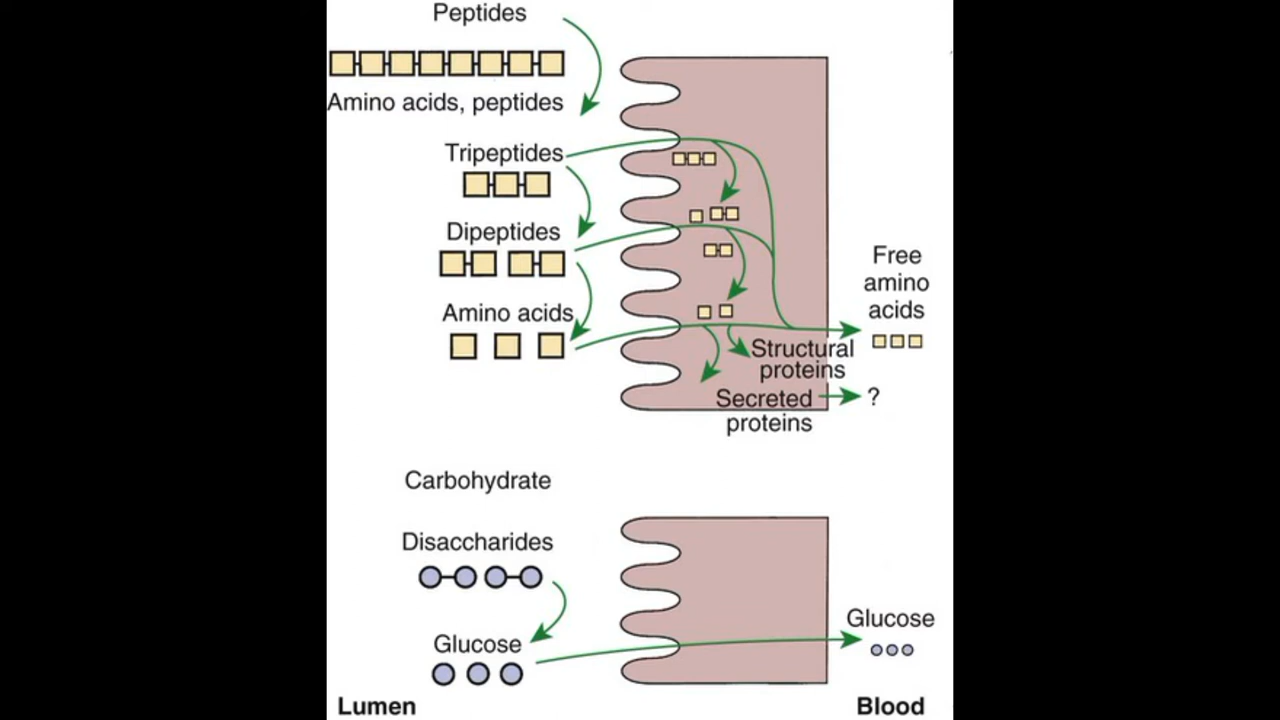 Peptides
Amino acids, peptides
Tripeptides
Dipeptides
Amino acids
Free
amino
acids
Structural
proteins
Secreted
proteins
?
Carbohydrate
Disaccharides
Glucose
Glucose
Lumen
Blood